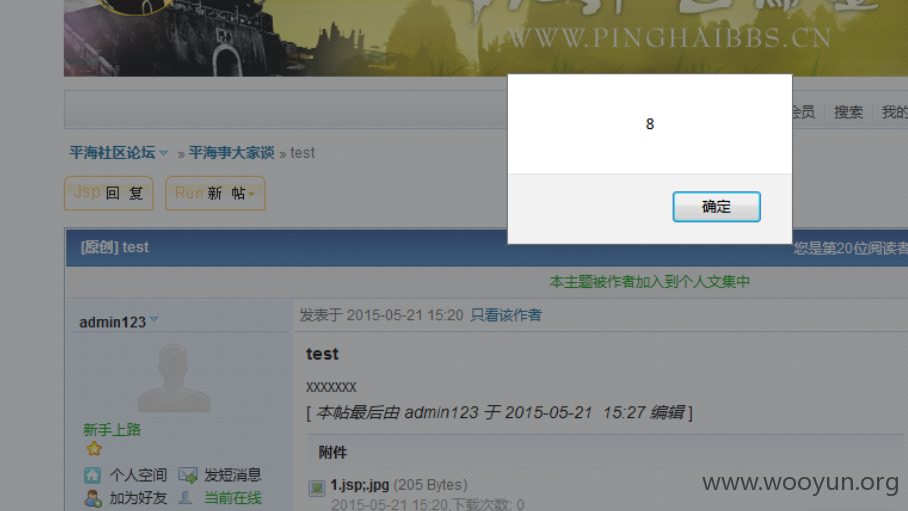 WWW.PINGHAIBBS.CN
8
确定
会员 搜索 我的
平海社区论坛 » 平海事大家谈 » test
Jsp 回 复 Run 新 帖
[原创] test 您是第20位阅读者
本主题被作者加入到个人文集中
admin123
发表于 2015-05-21 15:20 只看该作者
test
xxxxxxx
[ 本帖最后由 admin123 于 2015-05-21 15:27 编辑 ]
新手上路
附件
个人空间 发短消息
1.jsp;.jpg (205 Bytes)
加为好友 当前在线
2015-05-21 15:20,下载次数: 0
www.wooyun.org